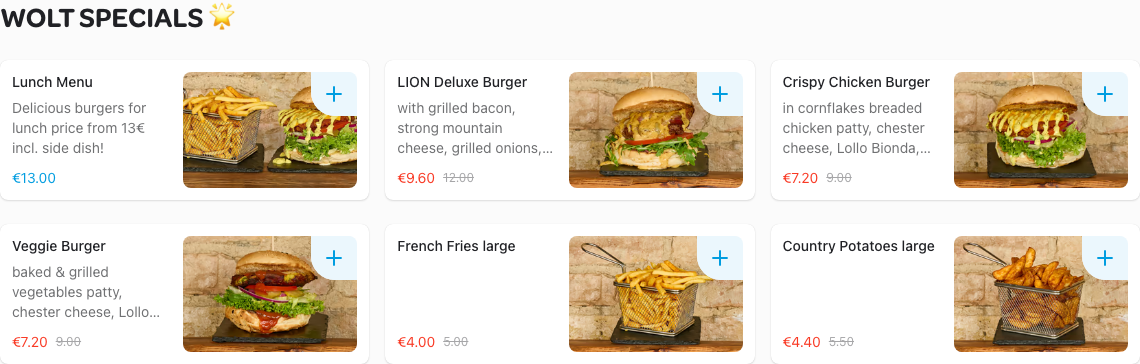 WOLT SPECIALS 🌟
Lunch Menu
Delicious burgers for
lunch price from 13€
incl. side dish!
€13.00
LION Deluxe Burger
with grilled bacon,
strong mountain
cheese, grilled onions,...
€9.60 12.00
Crispy Chicken Burger
in cornflakes breaded
chicken patty, chester
cheese, Lollo Bionda,...
€7.20 9.00
Veggie Burger
baked & grilled
vegetables patty,
chester cheese, Lollo...
€7.20 9.00
French Fries large
€4.00 5.00
Country Potatoes large
€4.40 5.50